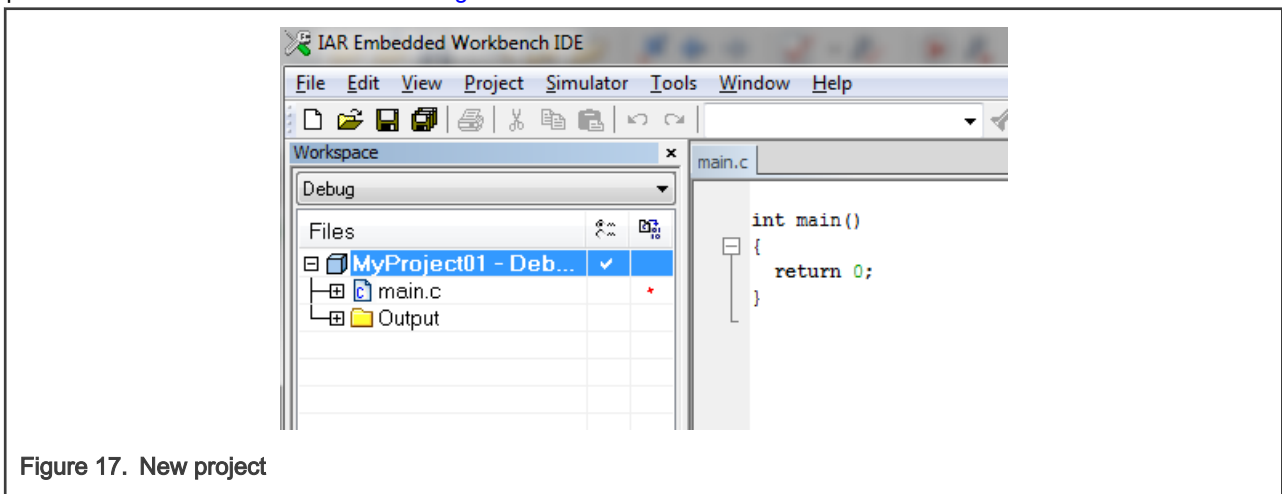 IAR Embedded Workbench IDE
File Edit View Project Simulator Tools Window Help
Workspace
main.c
Debug
Files
MyProject01 - Deb...
main.c
Output
int main()
{
return 0;
}
Figure 17. New project